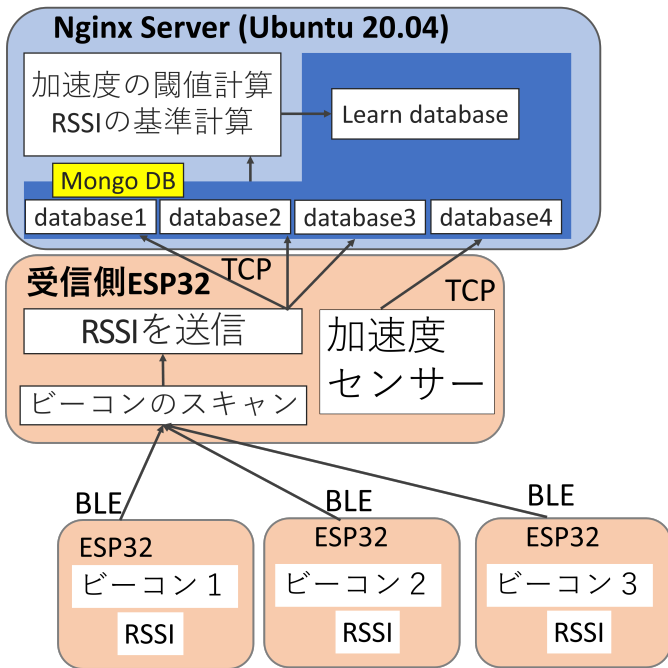 Nginx Server (Ubuntu 20.04)
加速度の閾値計算
RSSIの基準計算
Learn database
Mongo DB
database1
database2
database3
database4
TCP
TCP
受信側ESP32
RSSIを送信
加速度
センサー
ビーコンのスキャン
BLE
BLE
BLE
ESP32
ビーコン１
RSSI
ESP32
ビーコン２
RSSI
ESP32
ビーコン３
RSSI